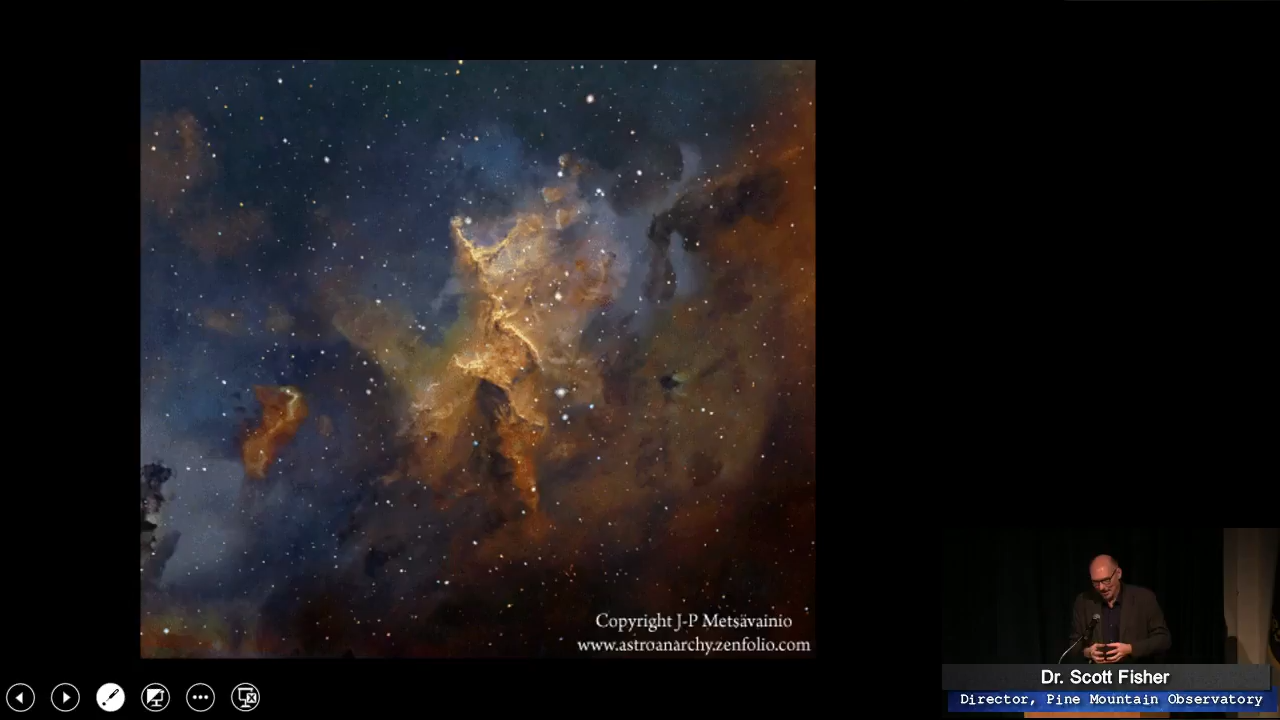 Copyright J-P Metsävainio
www.astroanarchy.zenfolio.com
Dr. Scott Fisher
Director, Pine Mountain Observatory